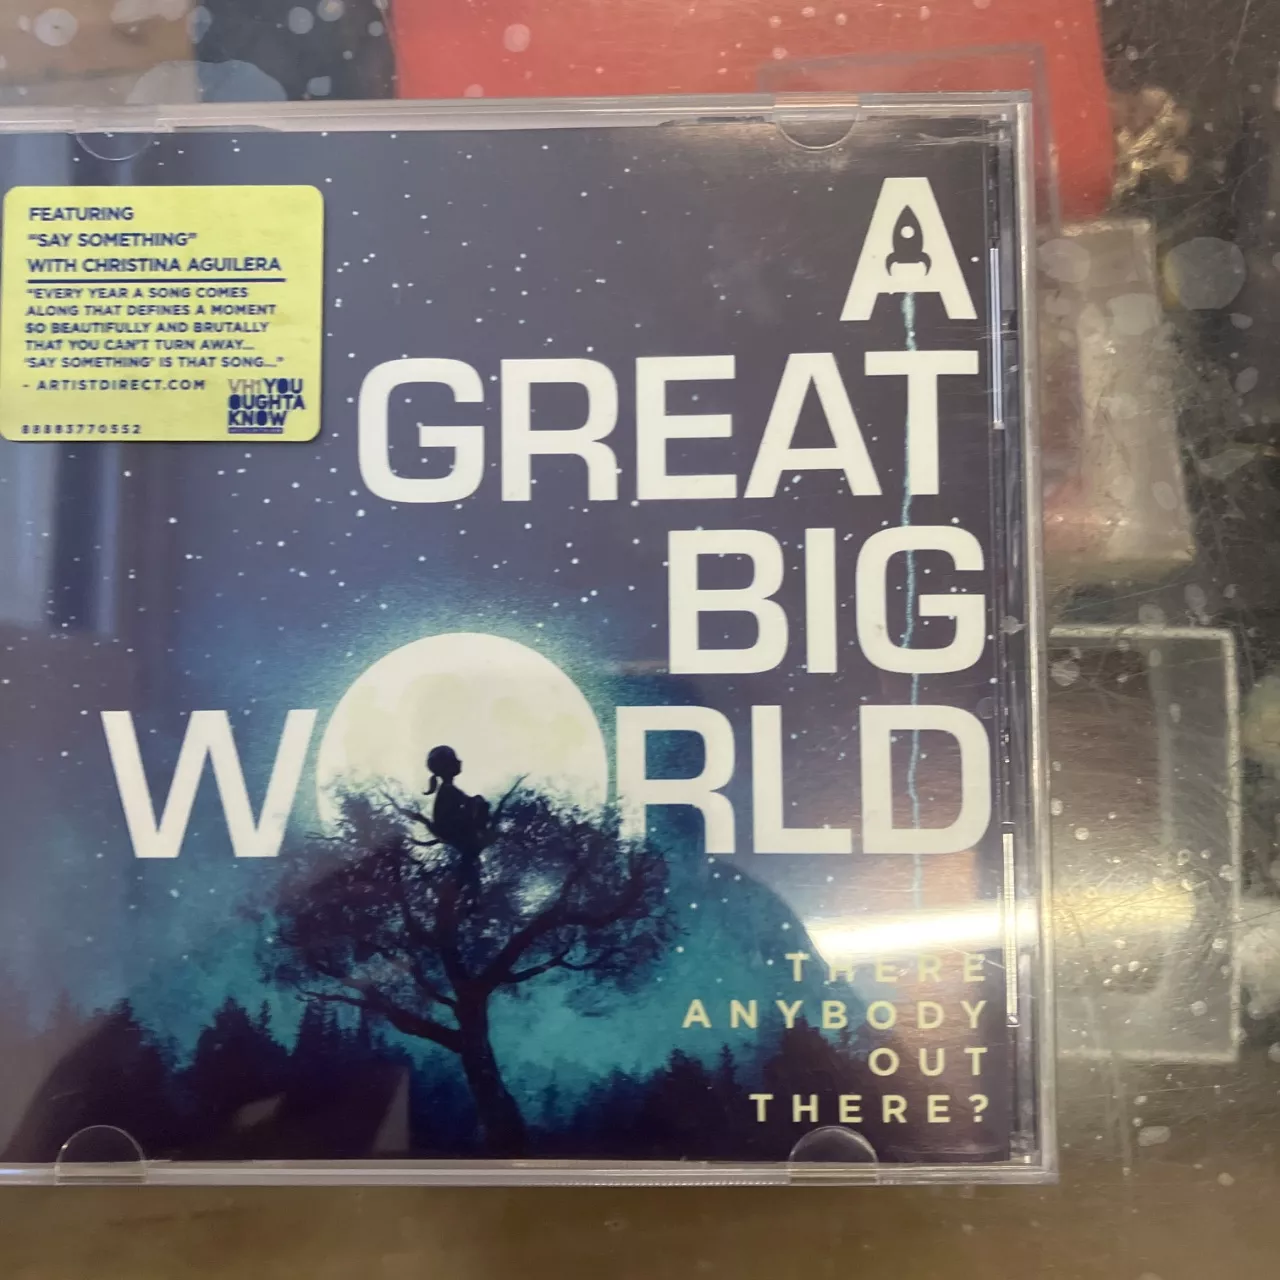 FEATURING
"SAY SOMETHING"
WITH CHRISTINA AGUILERA
"EVERY YEAR A SONG COMES
ALONG THAT DEFINES A MOMENT
SO BEAUTIFULLY AND BRUTALLY
THAT YOU CAN'T TURN AWAY...
'SAY SOMETHING' IS THAT SONG..."
- ARTISTDIRECT.COM
VH1 YOU
OUGHTA
KNOW
88883770552
A
GREAT
BIG
WORLD
THERE
ANYBODY
OUT
THERE?